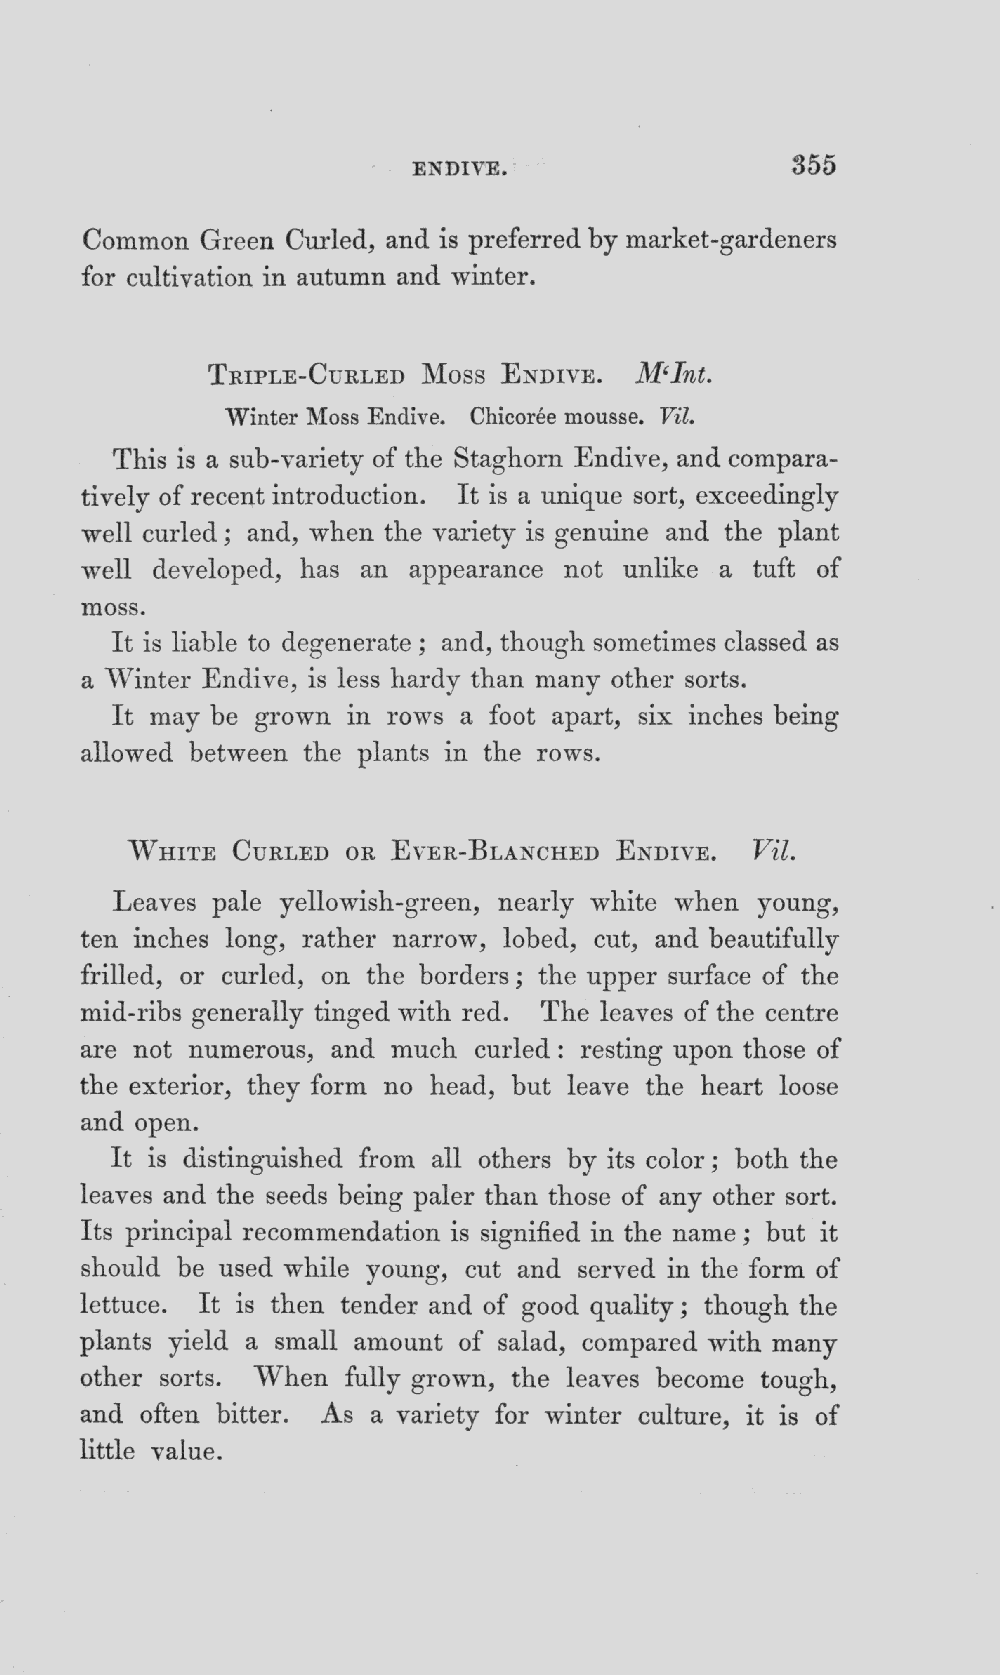 ENDIVE. 355
Common Green Curled, and is preferred by market-gardeners
for cultivation in autumn and winter.
Triple-Curled Moss Endive. M‘Int.
Winter Moss Endive. Chicorée mousse. Vil.
This is a sub-variety of the Staghorn Endive, and compara-
tively of recent introduction. It is a unique sort, exceedingly
well curled; and, when the variety is genuine and the plant
well developed, has an appearance not unlike a tuft of
moss.
It is liable to degenerate; and, though sometimes classed as
a Winter Endive, is less hardy than many other sorts.
It may be grown in rows a foot apart, six inches being
allowed between the plants in the rows.
White Curled or Ever-Blanched Endive. Vil.
Leaves pale yellowish-green, nearly white when young,
ten inches long, rather narrow, lobed, cut, and beautifully
frilled, or curled, on the borders; the upper surface of the
mid-ribs generally tinged with red. The leaves of the centre
are not numerous, and much curled: resting upon those of
the exterior, they form no head, but leave the heart loose
and open.
It is distinguished from all others by its color; both the
leaves and the seeds being paler than those of any other sort.
Its principal recommendation is signified in the name; but it
should be used while young, cut and served in the form of
lettuce. It is then tender and of good quality; though the
plants yield a small amount of salad, compared with many
other sorts. When fully grown, the leaves become tough,
and often bitter. As a variety for winter culture, it is of
little value.